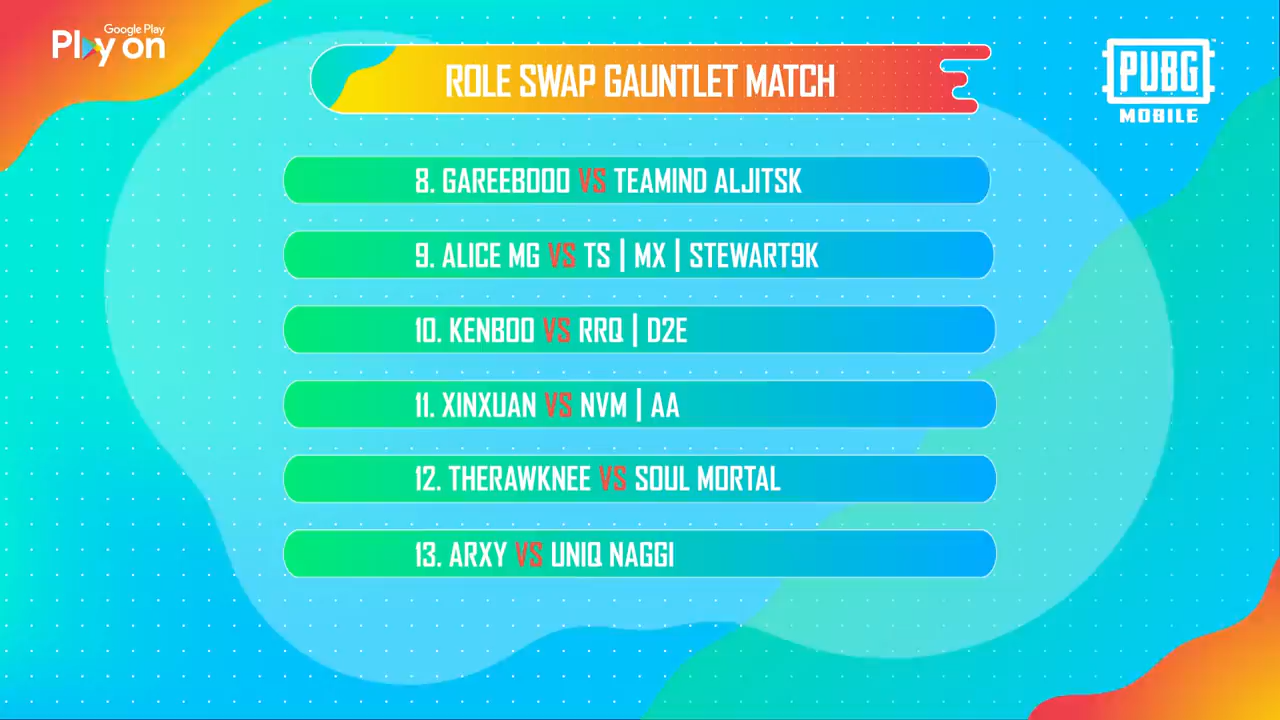 Google Play
Play on
ROLE SWAP GAUNTLET MATCH
PUBG
MOBILE
8. GAREEBOOO VS TEAMIND ALJITSK
9. ALICE MG VS TS | MX | STEWART9K
10. KENBOO VS RRQ | D2E
11. XINXUAN VS NVM | AA
12. THERAWKNEE VS SOUL MORTAL
13. ARXY VS UNIQ NAGGI